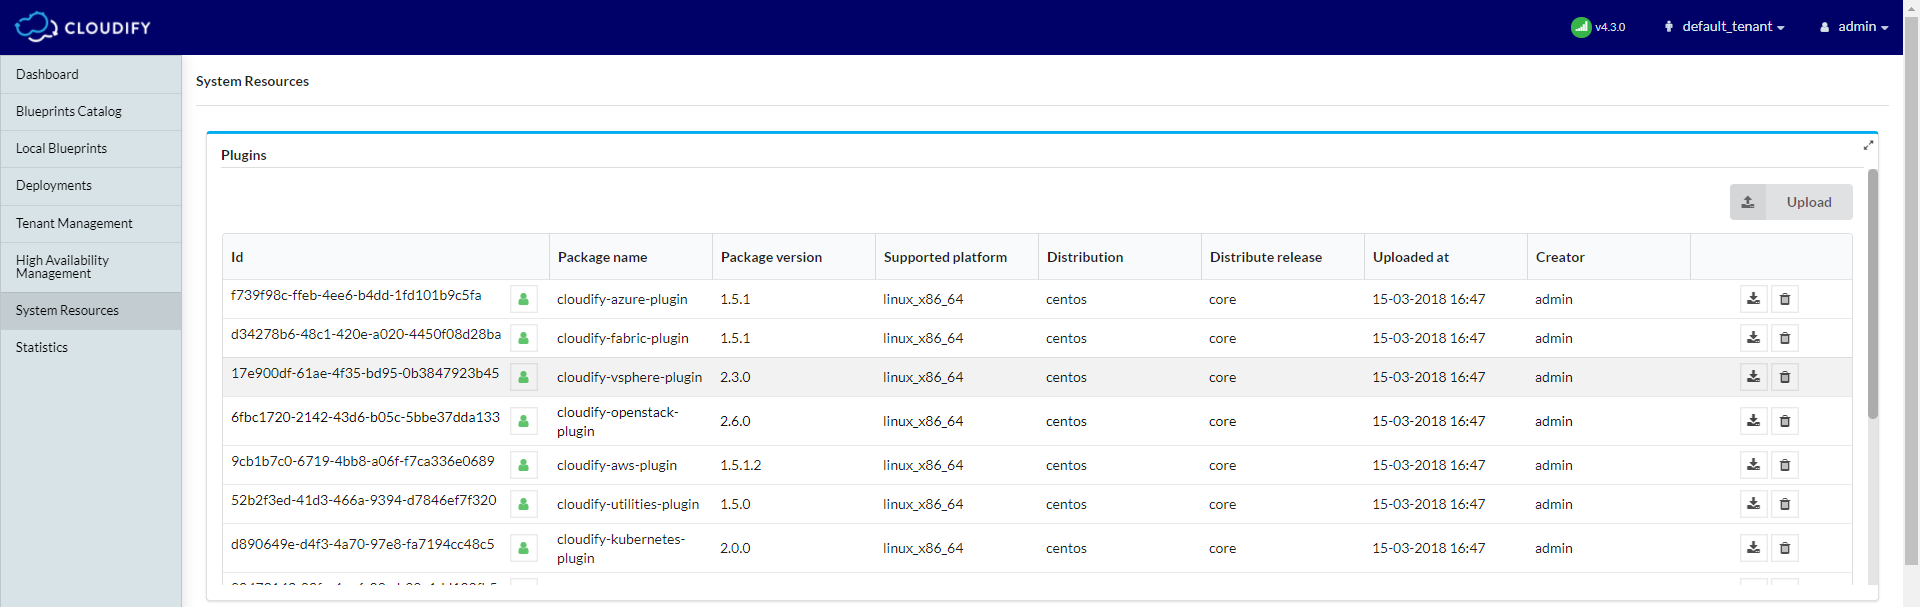 CLOUDIFY
v4.3.0
default_tenant
admin
Dashboard
Blueprints Catalog
Local Blueprints
Deployments
Tenant Management
High Availability
Management
System Resources
Statistics
System Resources
Plugins
Upload
Id Package name Package version Supported platform Distribution Distribute release Uploaded at Creator
f739f98c-ffeb-4ee6-b4dd-1fd101b9c5fa cloudify-azure-plugin 1.5.1 linux_x86_64 centos core 15-03-2018 16:47 admin
d34278b6-48c1-420e-a020-4450f08d28ba cloudify-fabric-plugin 1.5.1 linux_x86_64 centos core 15-03-2018 16:47 admin
17e900df-61ae-4f35-bd95-0b3847923b45 cloudify-vsphere-plugin 2.3.0 linux_x86_64 centos core 15-03-2018 16:47 admin
6fbc1720-2142-43d6-b05c-5bbe37dda133 cloudify-openstack-
plugin 2.6.0 linux_x86_64 centos core 15-03-2018 16:47 admin
9cb1b7c0-6719-4bb8-a06f-f7ca336e0689 cloudify-aws-plugin 1.5.1.2 linux_x86_64 centos core 15-03-2018 16:47 admin
52b2f3ed-41d3-466a-9394-d7846ef7f320 cloudify-utilities-plugin 1.5.0 linux_x86_64 centos core 15-03-2018 16:47 admin
d890649e-d4f3-4a70-97e8-fa7194cc48c5 cloudify-kubernetes-
plugin 2.0.0 linux_x86_64 centos core 15-03-2018 16:47 admin